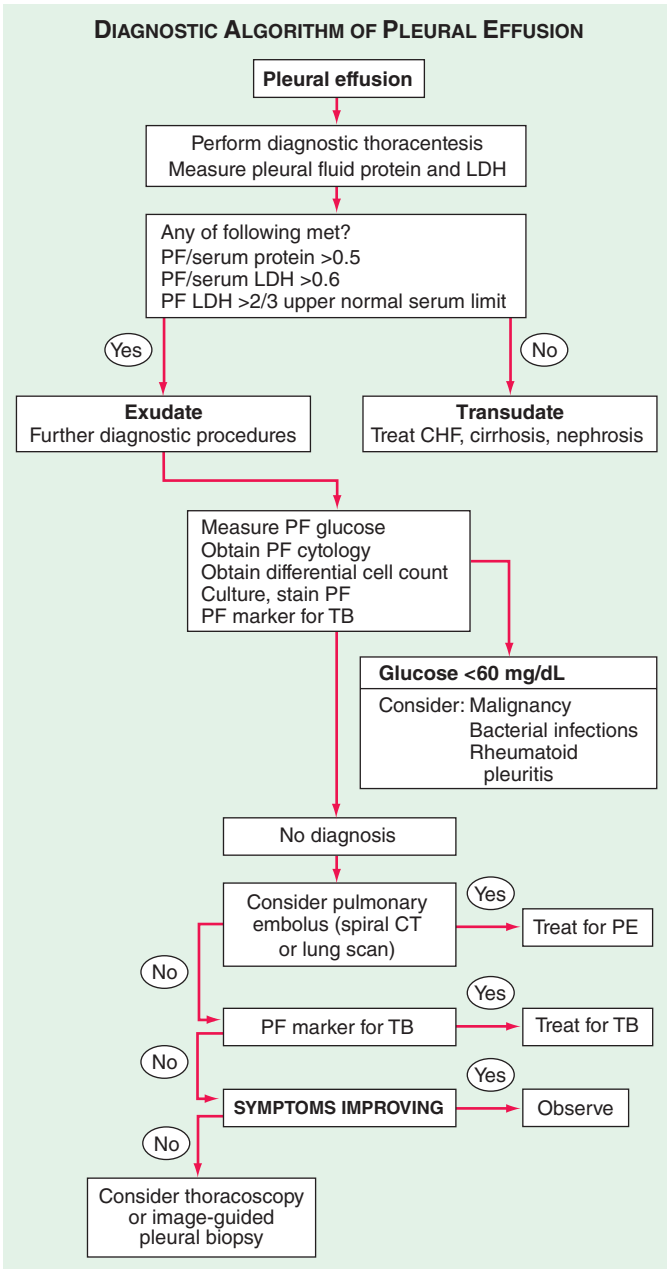 DIAGNOSTIC ALGORITHM OF PLEURAL EFFUSION
Pleural effusion
Perform diagnostic thoracentesis
Measure pleural fluid protein and LDH
Any of following met?
PF/serum protein >0.5
PF/serum LDH >0.6
PF LDH >2/3 upper normal serum limit
Yes
No
Exudate
Further diagnostic procedures
Transudate
Treat CHF, cirrhosis, nephrosis
Measure PF glucose
Obtain PF cytology
Obtain differential cell count
Culture, stain PF
PF marker for TB
Glucose <60 mg/dL
Consider: Malignancy
Bacterial infections
Rheumatoid
pleuritis
No diagnosis
Consider pulmonary
embolus (spiral CT
or lung scan)
Yes
Treat for PE
No
PF marker for TB
Yes
Treat for TB
No
SYMPTOMS IMPROVING
Yes
Observe
No
Consider thoracoscopy
or image-guided
pleural biopsy